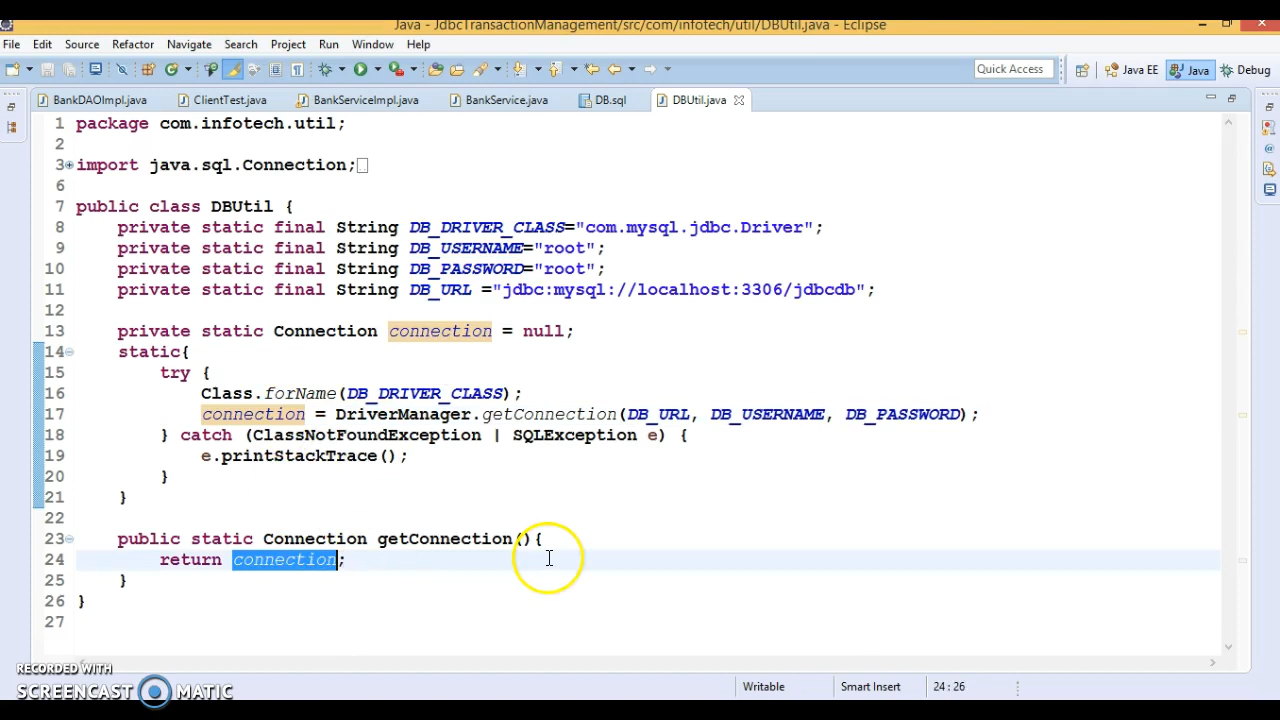 Java - JdbcTransactionManagement/src/com/infotech/util/DBUtil.java - Eclipse
File Edit Source Refactor Navigate Search Project Run Window Help
Quick Access Java EE Java Debug
BankDAOImpl.java ClientTest.java BankServiceImpl.java BankService.java DB.sql DBUtil.java
1 package com.infotech.util;
2
3 import java.sql.Connection;
6
7 public class DBUtil {
8 private static final String DB_DRIVER_CLASS="com.mysql.jdbc.Driver";
9 private static final String DB_USERNAME="root";
10 private static final String DB_PASSWORD="root";
11 private static final String DB_URL ="jdbc:mysql://localhost:3306/jdbcdb";
12
13 private static Connection connection = null;
14 static{
15 try {
16 Class.forName(DB_DRIVER_CLASS);
17 connection = DriverManager.getConnection(DB_URL, DB_USERNAME, DB_PASSWORD);
18 } catch (ClassNotFoundException | SQLException e) {
19 e.printStackTrace();
20 }
21 }
22
23 public static Connection getConnection(){
24 return connection;
25 }
26 }
27
RECORDED WITH
SCREENCAST MATIC
Writable Smart Insert 24 : 26